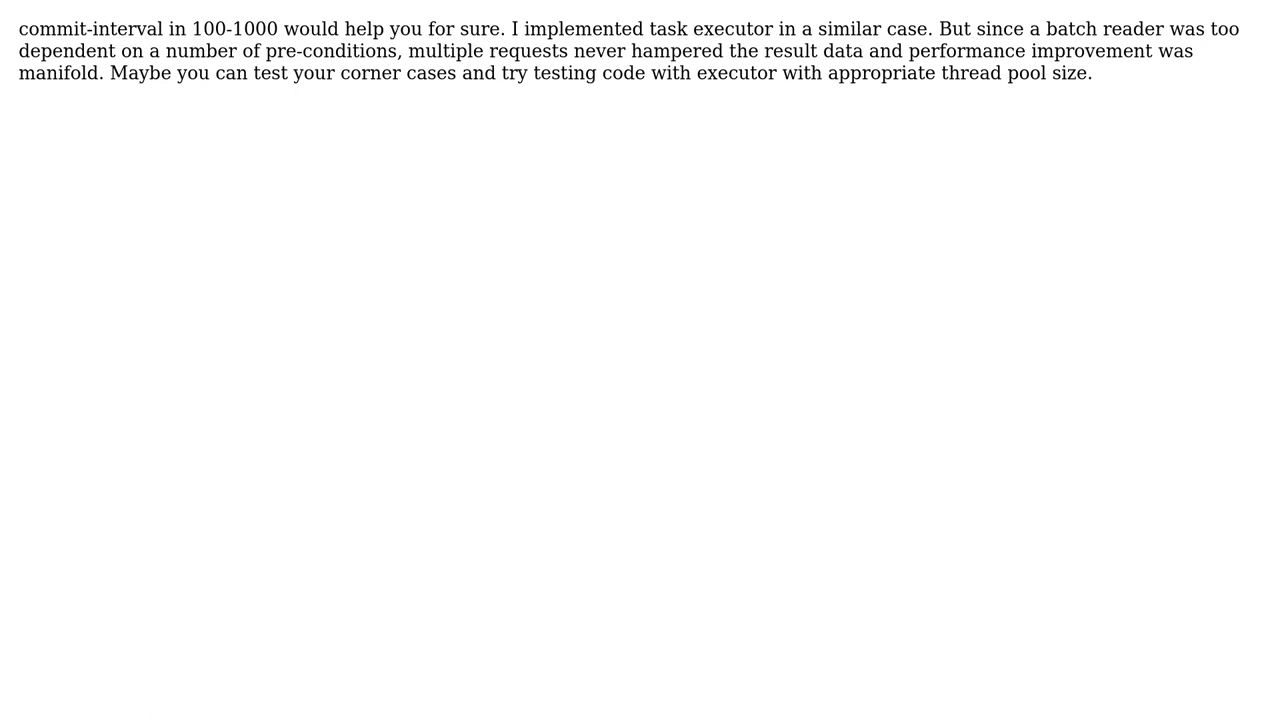 commit-interval in 100-1000 would help you for sure. I implemented task executor in a similar case. But since a batch reader was too
dependent on a number of pre-conditions, multiple requests never hampered the result data and performance improvement was
manifold. Maybe you can test your corner cases and try testing code with executor with appropriate thread pool size.